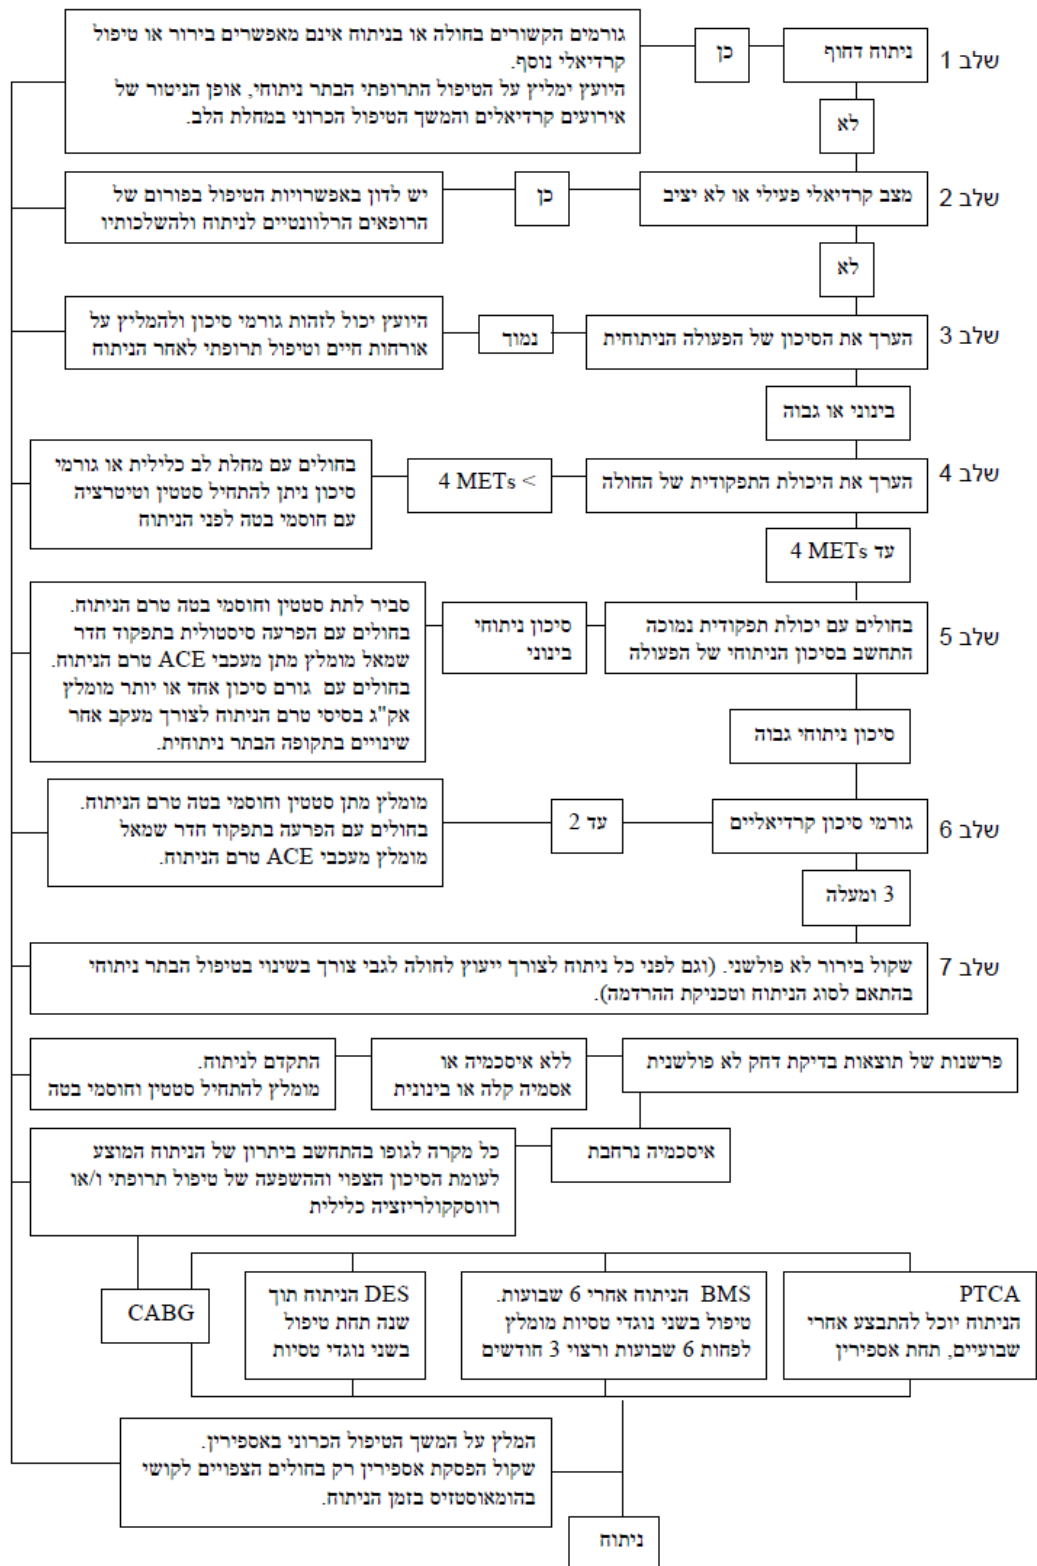 שלב 1
ניתוח דחוף
כן
גורמים הקשורים בחולה או בניתוח אינם מאפשרים בירור או טיפול
קרדיאלי נוסף.
היועץ ימליץ על הטיפול התרופתי הבתר ניתוחי, אופן הניטור של
אירועים קרדיאלים והמשך הטיפול הכרוני במחלת הלב.
לא
שלב 2
מצב קרדיאלי פעילי או לא יציב
כן
יש לדון באפשרויות הטיפול בפורום של
הרופאים הרלוונטיים לניתוח ולהשלכותיו
לא
שלב 3
הערך את הסיכון של הפעולה הניתוחית
נמוך
היועץ יכול לזהות גורמי סיכון ולהמליץ על
אורחות חיים וטיפול תרופתי לאחר הניתוח
בינוני או גבוה
שלב 4
הערך את היכולת התפקודית של החולה
4 METs <
בחולים עם מחלת לב כלילית או גורמי
סיכון ניתן להתחיל סטטין וטיטרציה
עם חוסמי בטה לפני הניתוח
עד 4 METs
שלב 5
בחולים עם יכולת תפקודית נמוכה
התחשב בסיכון הניתוחי של הפעולה
סיכון ניתוחי
בינוני
סביר לתת סטטין וחוסמי בטה טרם הניתוח.
בחולים עם הפרעה סיסטולית בתפקוד חדר
שמאל מומלץ מתן מעכבי ACE טרם הניתוח.
בחולים עם גורם סיכון אחד או יותר מומלץ
אק"ג בסיסי טרם הניתוח לצורך מעקב אחר
שינויים בתקופה הבתר ניתוחית.
סיכון ניתוחי גבוה
שלב 6
גורמי סיכון קרדיאליים
עד 2
מומלץ מתן סטטין וחוסמי בטה טרם הניתוח.
בחולים עם הפרעה בתפקוד חדר שמאל
מומלץ מעכבי ACE טרם הניתוח.
3 ומעלה
שלב 7
שקול בירור לא פולשני. (וגם לפני כל ניתוח לצורך ייעוץ לחולה לגבי צורך בשינוי בטיפול הבתר ניתוחי
בהתאם לסוג הניתוח וטכניקת ההרדמה).
פרשנות של תוצאות בדיקת דחק לא פולשנית
ללא איסכמיה או
אסמיה קלה או בינונית
התקדם לניתוח.
מומלץ להתחיל סטטין וחוסמי בטה
איסכמיה נרחבת
כל מקרה לגופו בהתחשב ביתרון של הניתוח המוצע
לעומת הסיכון הצפוי וההשפעה של טיפול תרופתי ו/או
רווסקקולריזציה כלילית
PTCA
הניתוח יוכל להתבצע אחרי
שבועיים, תחת אספירין
BMS הניתוח אחרי 6 שבועות.
טיפול בשני נוגדי טסיות מומלץ
לפחות 6 שבועות ורצוי 3 חודשים
DES הניתוח תוך
שנה תחת טיפול
בשני נוגדי טסיות
CABG
המלץ על המשך הטיפול הכרוני באספירין.
שקול הפסקת אספירין רק בחולים הצפויים לקושי
בהומאוסטזיס בזמן הניתוח.
ניתוח